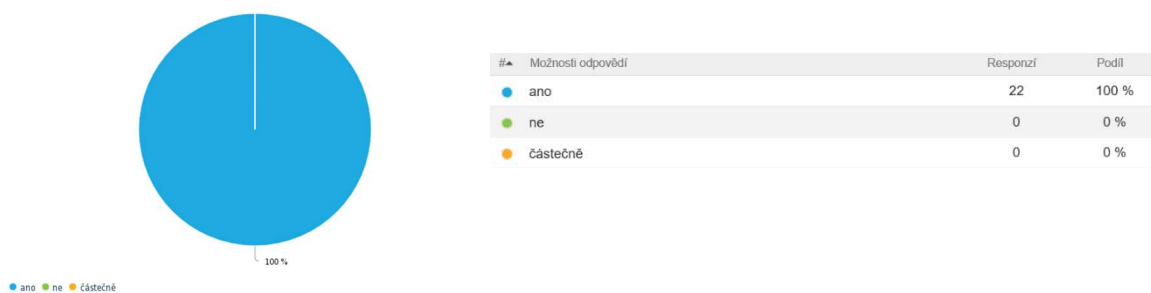 #▲ Možnosti odpovědí Responzí Podíl
ano 22 100 %
ne 0 0 %
částečně 0 0 %
100 %
ano ne částečně